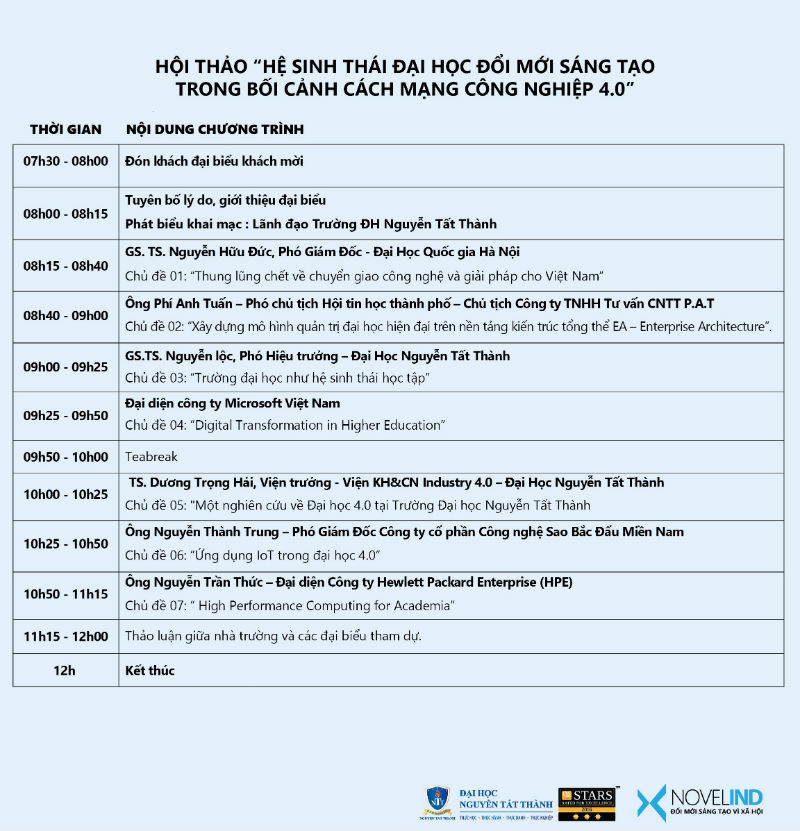 HỘI THẢO “HỆ SINH THÁI ĐẠI HỌC ĐỔI MỚI SÁNG TẠO
TRONG BỐI CẢNH CÁCH MẠNG CÔNG NGHIỆP 4.0”
THỜI GIAN NỘI DUNG CHƯƠNG TRÌNH
07h30 - 08h00 Đón khách đại biểu khách mời
08h00 - 08h15 Tuyên bố lý do, giới thiệu đại biểu
Phát biểu khai mạc : Lãnh đạo Trường ĐH Nguyễn Tất Thành
08h15 - 08h40 GS. TS. Nguyễn Hữu Đức, Phó Giám Đốc - Đại Học Quốc gia Hà Nội
Chủ đề 01: “Thung lũng chết về chuyển giao công nghệ và giải pháp cho Việt Nam”
08h40 - 09h00 Ông Phí Anh Tuấn – Phó chủ tịch Hội tin học thành phố – Chủ tịch Công ty TNHH Tư vấn CNTT P.A.T
Chủ đề 02: “Xây dựng mô hình quản trị đại học hiện đại trên nền tảng kiến trúc tổng thể EA – Enterprise Architecture”.
09h00 - 09h25 GS.TS. Nguyễn lộc, Phó Hiệu trưởng – Đại Học Nguyễn Tất Thành
Chủ đề 03: “Trường đại học như hệ sinh thái học tập”
09h25 - 09h50 Đại diện công ty Microsoft Việt Nam
Chủ đề 04: “Digital Transformation in Higher Education”
09h50 - 10h00 Teabreak
10h00 - 10h25 TS. Dương Trọng Hải, Viện trưởng - Viện KH&CN Industry 4.0 – Đại Học Nguyễn Tất Thành
Chủ đề 05: "Một nghiên cứu về Đại học 4.0 tại Trường Đại học Nguyễn Tất Thành
10h25 - 10h50 Ông Nguyễn Thành Trung – Phó Giám Đốc Công ty cổ phần Công nghệ Sao Bắc Đẩu Miền Nam
Chủ đề 06: “Ứng dụng IoT trong đại học 4.0”
10h50 - 11h15 Ông Nguyễn Trần Thức – Đại diện Công ty Hewlett Packard Enterprise (HPE)
Chủ đề 07: “ High Performance Computing for Academia”
11h15 - 12h00 Thảo luận giữa nhà trường và các đại biểu tham dự.
12h Kết thúc
ĐẠI HỌC
NGUYỄN TẤT THÀNH
THỰC HỌC - THỰC HÀNH - THỰC DANH - THỰC NGHIỆP
NGUYEN TAT THANH
STARS
RATED FOR EXCELLENCE
NOVELIND
ĐỔI MỚI SÁNG TẠO VÌ XÃ HỘI